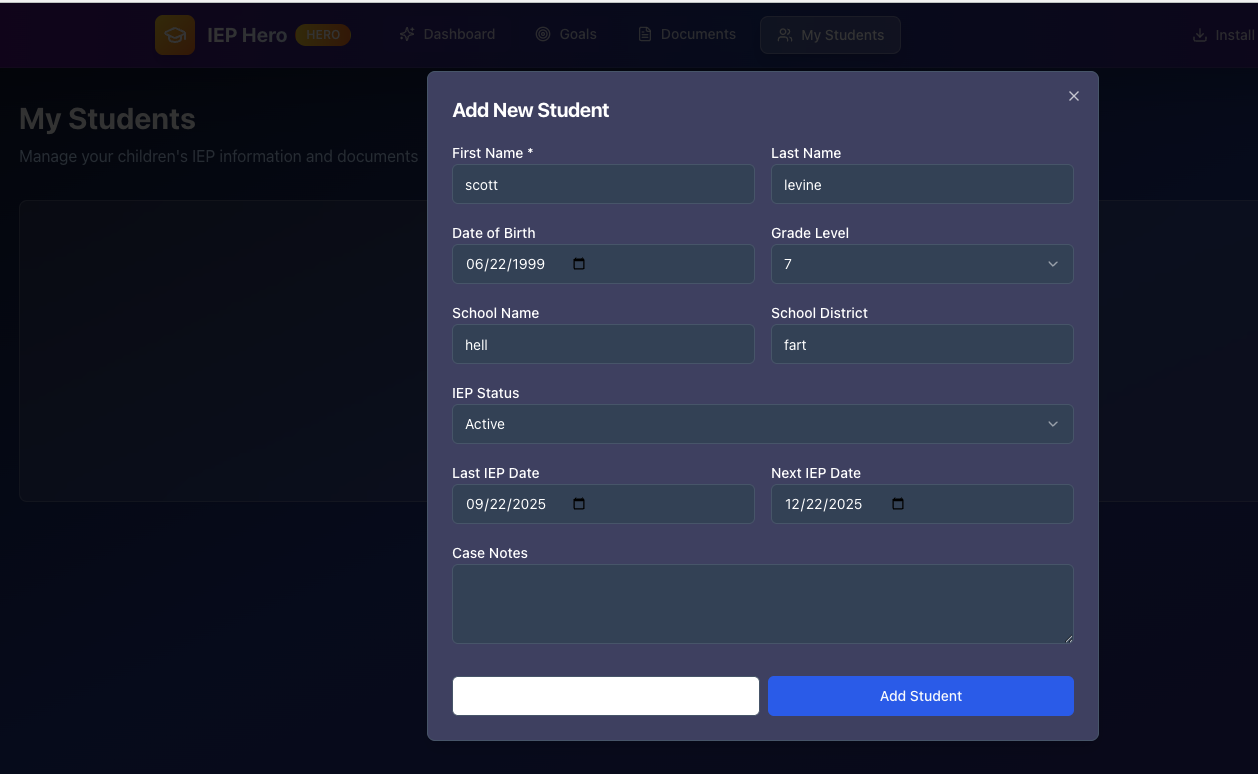 IEP Hero HERO Dashboard Goals Documents My Students Install
My Students
Manage your children's IEP information and documents
Add New Student
First Name * Last Name
scott levine
Date of Birth Grade Level
06/22/1999 7
School Name School District
hell fart
IEP Status
Active
Last IEP Date Next IEP Date
09/22/2025 12/22/2025
Case Notes
Add Student